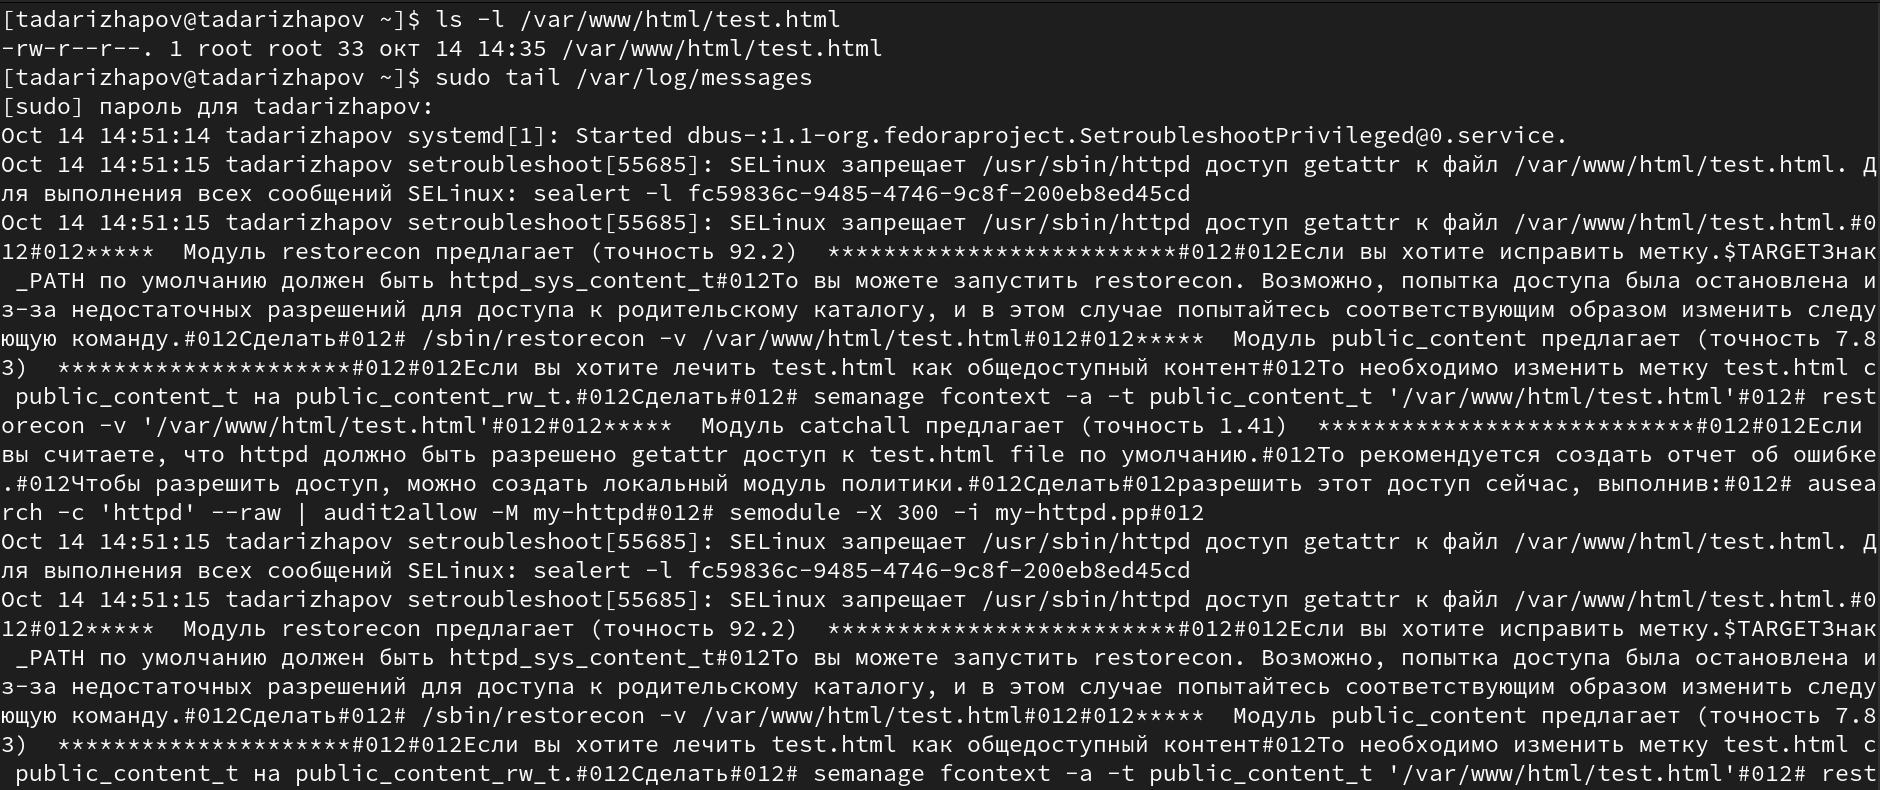 [tadarizhapov@tadarizhapov ~]$ ls -l /var/www/html/test.html
-rw-r--r--. 1 root root 33 окт 14 14:35 /var/www/html/test.html
[tadarizhapov@tadarizhapov ~]$ sudo tail /var/log/messages
[sudo] пароль для tadarizhapov:
Oct 14 14:51:14 tadarizhapov systemd[1]: Started dbus-:1.1-org.fedoraproject.SetroubleshootPrivileged@0.service.
Oct 14 14:51:15 tadarizhapov setroubleshoot[55685]: SELinux запрещает /usr/sbin/httpd доступ getattr к файл /var/www/html/test.html. Д
ля выполнения всех сообщений SELinux: sealert -l fc59836c-9485-4746-9c8f-200eb8ed45cd
Oct 14 14:51:15 tadarizhapov setroubleshoot[55685]: SELinux запрещает /usr/sbin/httpd доступ getattr к файл /var/www/html/test.html.#0
12#012*****  Модуль restorecon предлагает (точность 92.2)  *************************#012#012Если вы хотите исправить метку.$TARGETЗнак
 _PATH по умолчанию должен быть httpd_sys_content_t#012То вы можете запустить restorecon. Возможно, попытка доступа была остановлена и
з-за недостаточных разрешений для доступа к родительскому каталогу, и в этом случае попытайтесь соответствующим образом изменить следу
ющую команду.#012Сделать#012# /sbin/restorecon -v /var/www/html/test.html#012#012*****  Модуль public_content предлагает (точность 7.8
3)  *********************#012#012Если вы хотите лечить test.html как общедоступный контент#012То необходимо изменить метку test.html с
 public_content_t на public_content_rw_t.#012Сделать#012# semanage fcontext -a -t public_content_t '/var/www/html/test.html'#012# rest
orecon -v '/var/www/html/test.html'#012#012*****  Модуль catchall предлагает (точность 1.41)  ***************************#012#012Если
вы считаете, что httpd должно быть разрешено getattr доступ к test.html file по умолчанию.#012То рекомендуется создать отчет об ошибке
.#012Чтобы разрешить доступ, можно создать локальный модуль политики.#012Сделать#012разрешить этот доступ сейчас, выполнив:#012# ausea
rch -c 'httpd' --raw | audit2allow -M my-httpd#012# semodule -X 300 -i my-httpd.pp#012
Oct 14 14:51:15 tadarizhapov setroubleshoot[55685]: SELinux запрещает /usr/sbin/httpd доступ getattr к файл /var/www/html/test.html. Д
ля выполнения всех сообщений SELinux: sealert -l fc59836c-9485-4746-9c8f-200eb8ed45cd
Oct 14 14:51:15 tadarizhapov setroubleshoot[55685]: SELinux запрещает /usr/sbin/httpd доступ getattr к файл /var/www/html/test.html.#0
12#012*****  Модуль restorecon предлагает (точность 92.2)  *************************#012#012Если вы хотите исправить метку.$TARGETЗнак
 _PATH по умолчанию должен быть httpd_sys_content_t#012То вы можете запустить restorecon. Возможно, попытка доступа была остановлена и
з-за недостаточных разрешений для доступа к родительскому каталогу, и в этом случае попытайтесь соответствующим образом изменить следу
ющую команду.#012Сделать#012# /sbin/restorecon -v /var/www/html/test.html#012#012*****  Модуль public_content предлагает (точность 7.8
3)  *********************#012#012Если вы хотите лечить test.html как общедоступный контент#012То необходимо изменить метку test.html с
 public_content_t на public_content_rw_t.#012Сделать#012# semanage fcontext -a -t public_content_t '/var/www/html/test.html'#012# rest